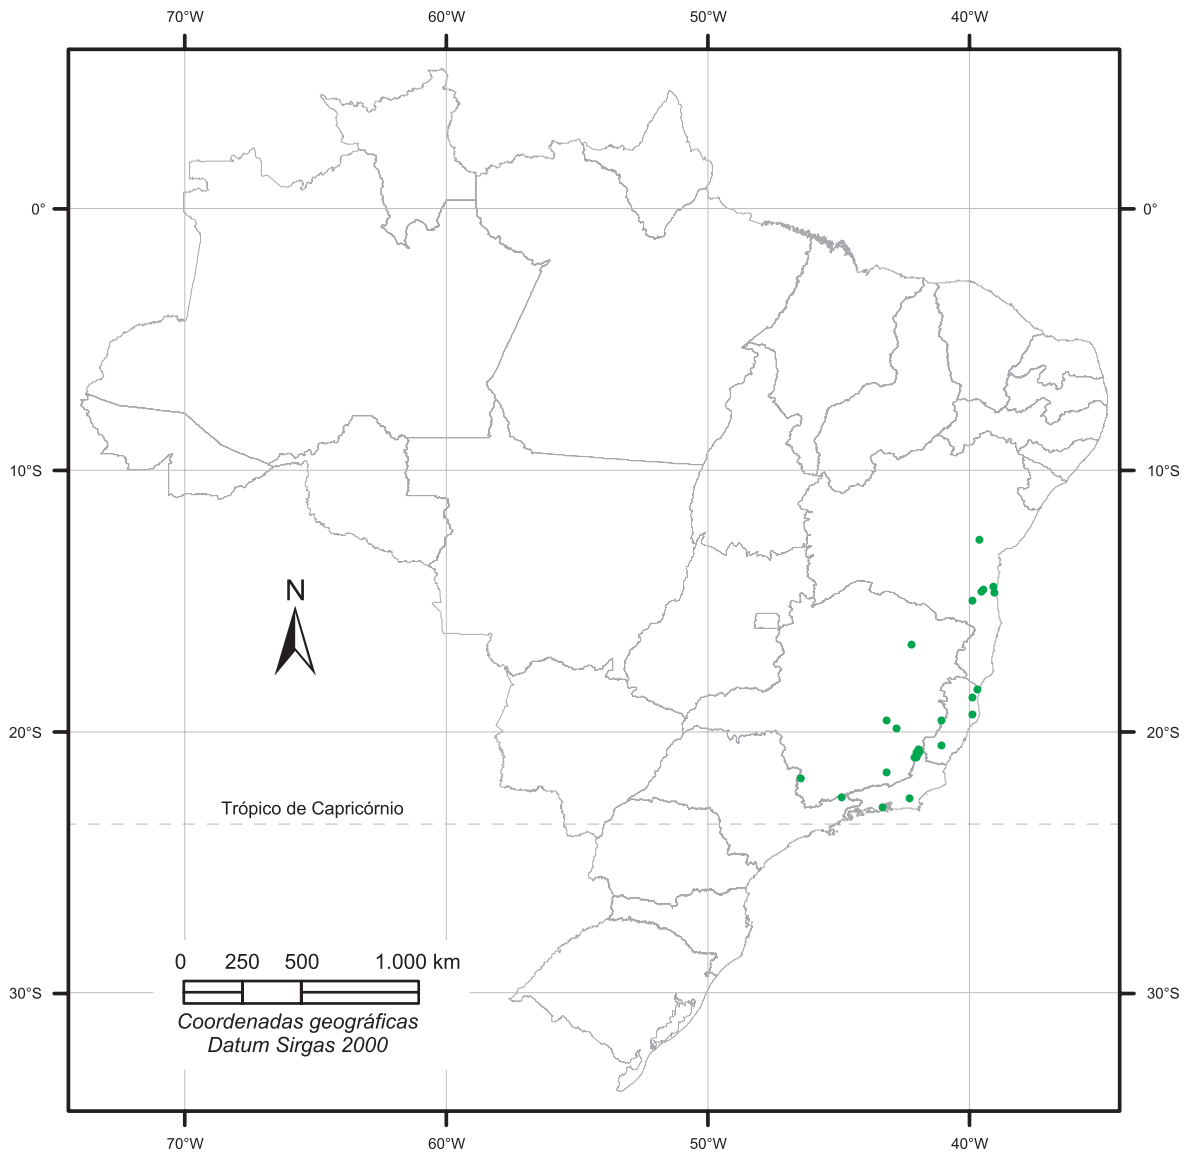 70°W 60°W 50°W 40°W
0° 0°
10°S 10°S
N
20°S 20°S
Trópico de Capricórnio
0 250 500 1.000 km
30°S 30°S
Coordenadas geográficas
Datum Sirgas 2000
70°W 60°W 50°W 40°W